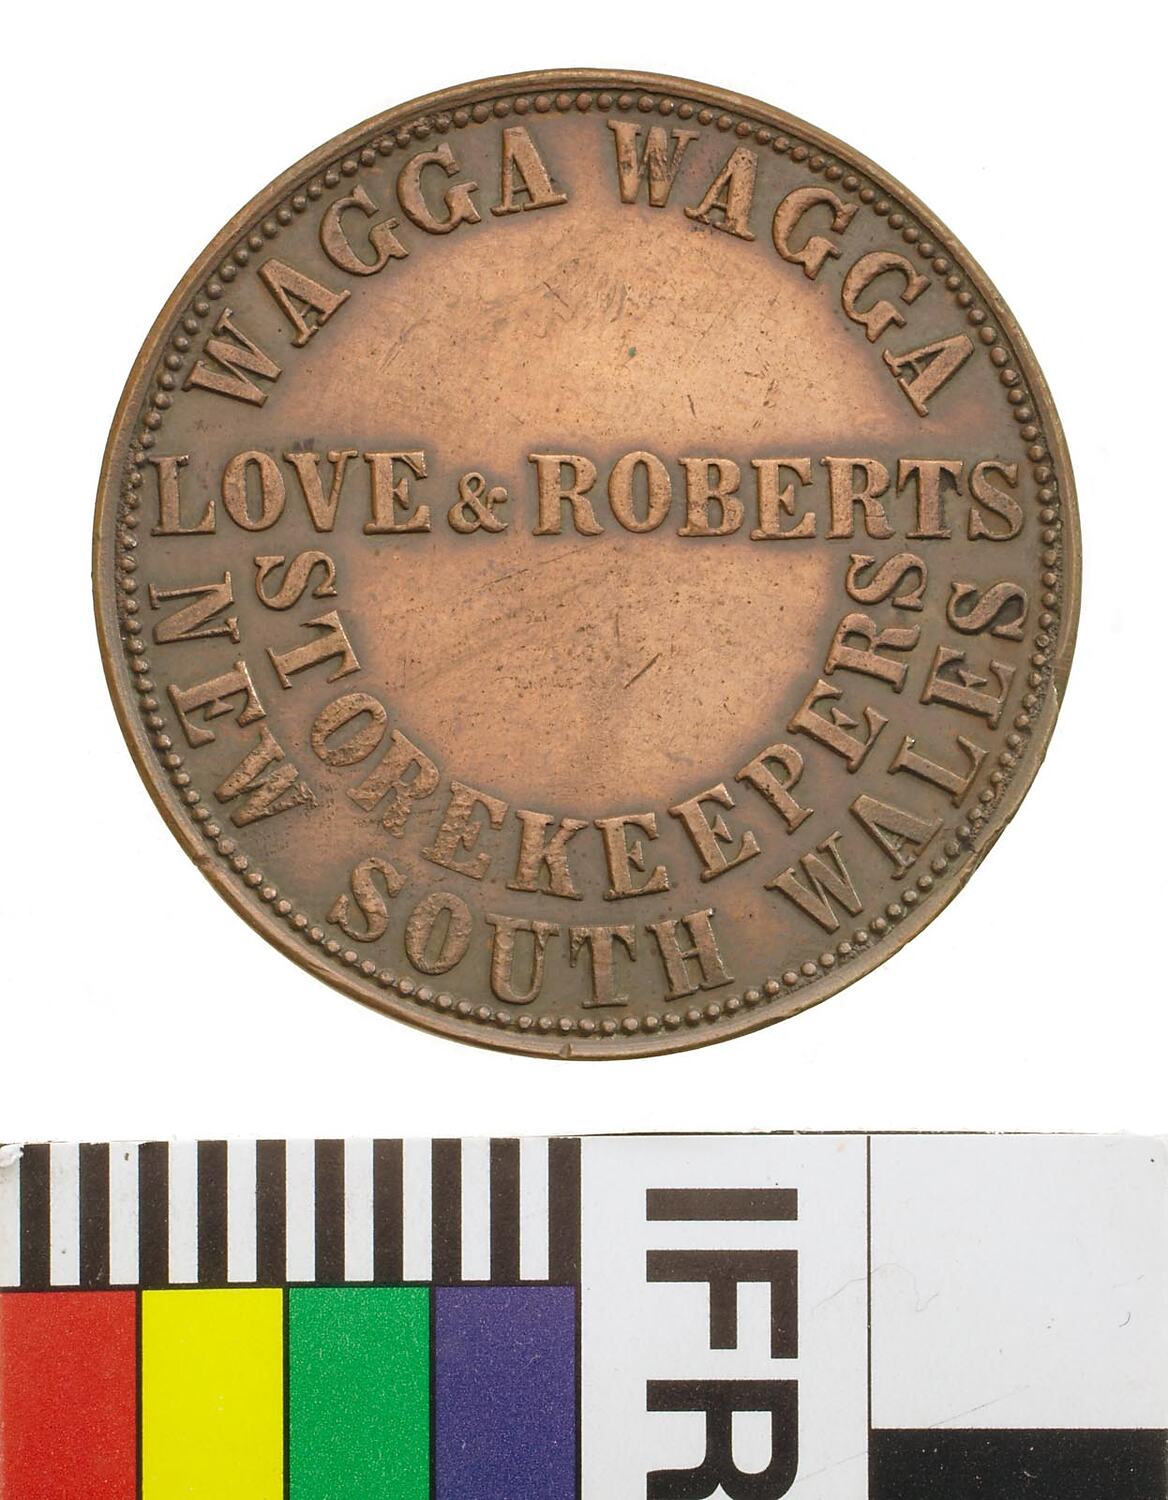 WAGGA WAGGA
LOVE & ROBERTS
STOREKEEPERS
NEW SOUTH WALES
IFR